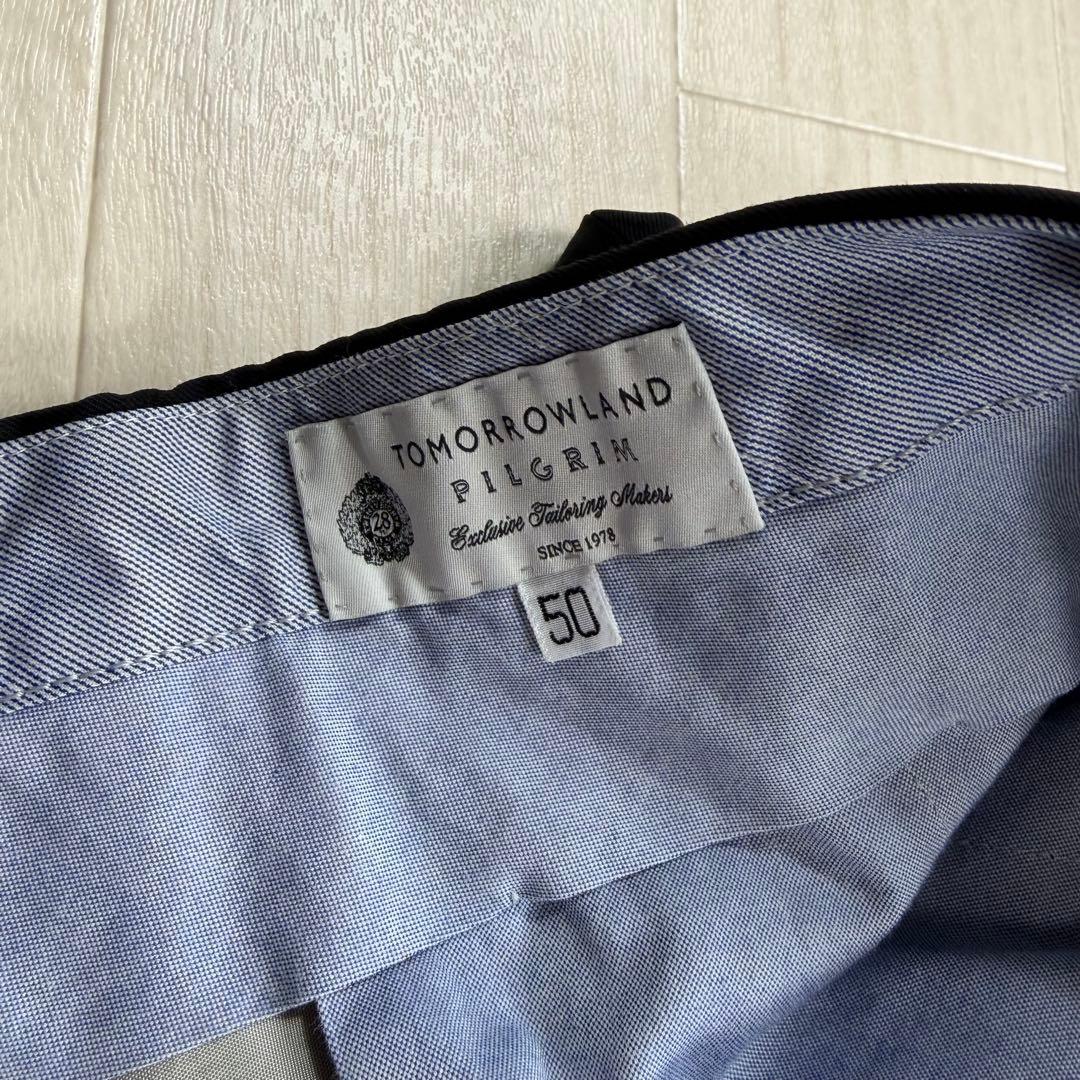 TOMORROWLAND
PILGRIM
Exclusive Tailoring Makers
SINCE 1978
50